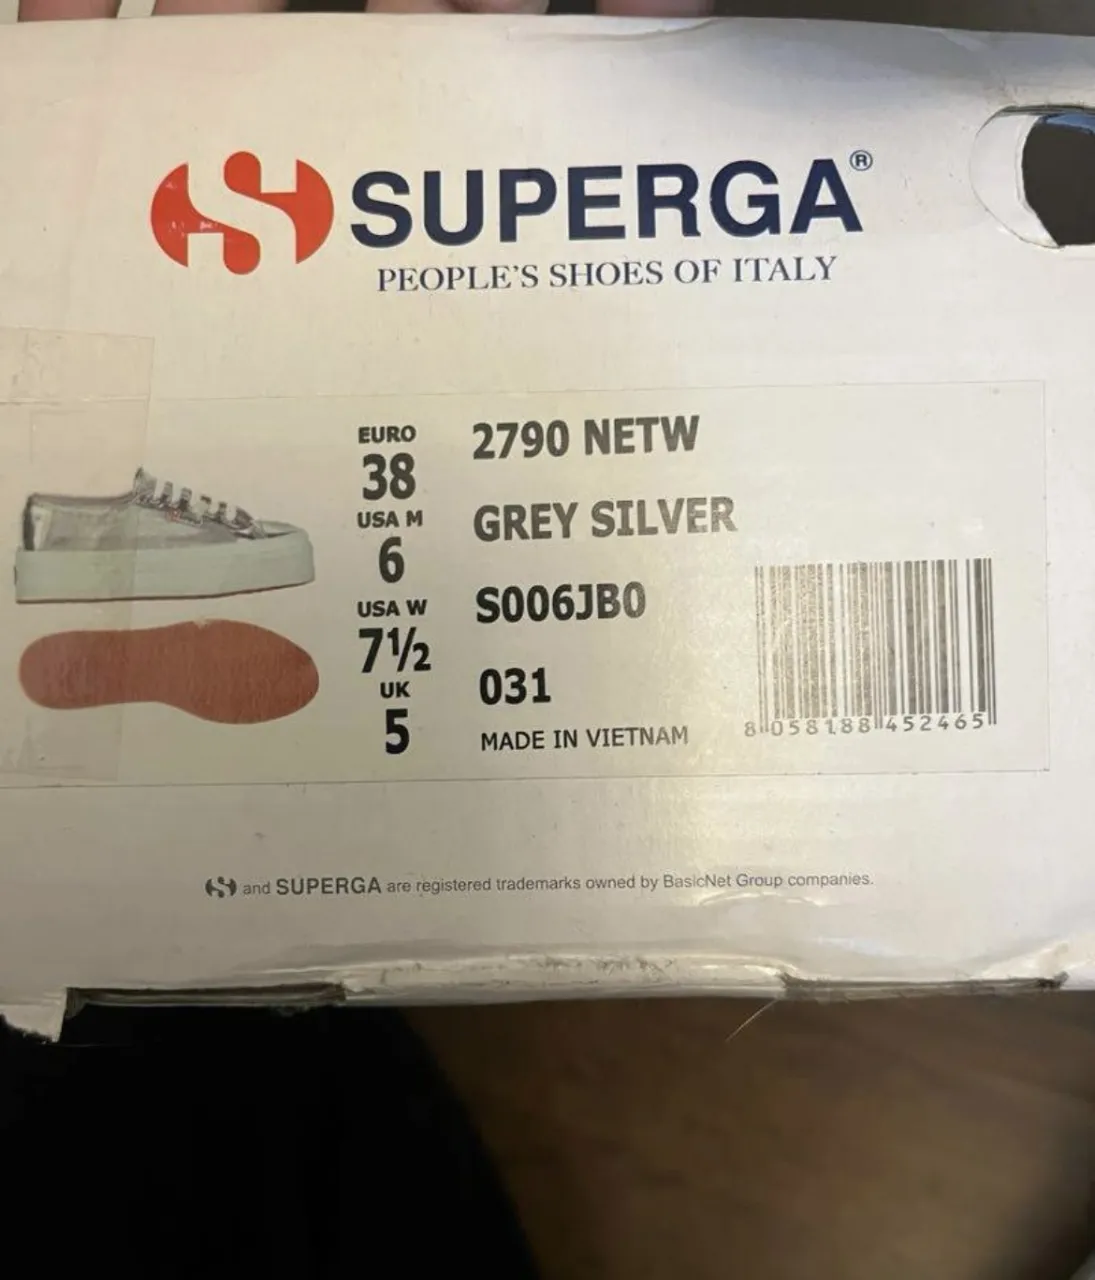 SUPERGA®
PEOPLE'S SHOES OF ITALY
EURO
38
USA M
6
USA W
7½
UK
5
2790 NETW
GREY SILVER
S006JB0
031
MADE IN VIETNAM
8 058188 452465
and SUPERGA are registered trademarks owned by BasicNet Group companies.